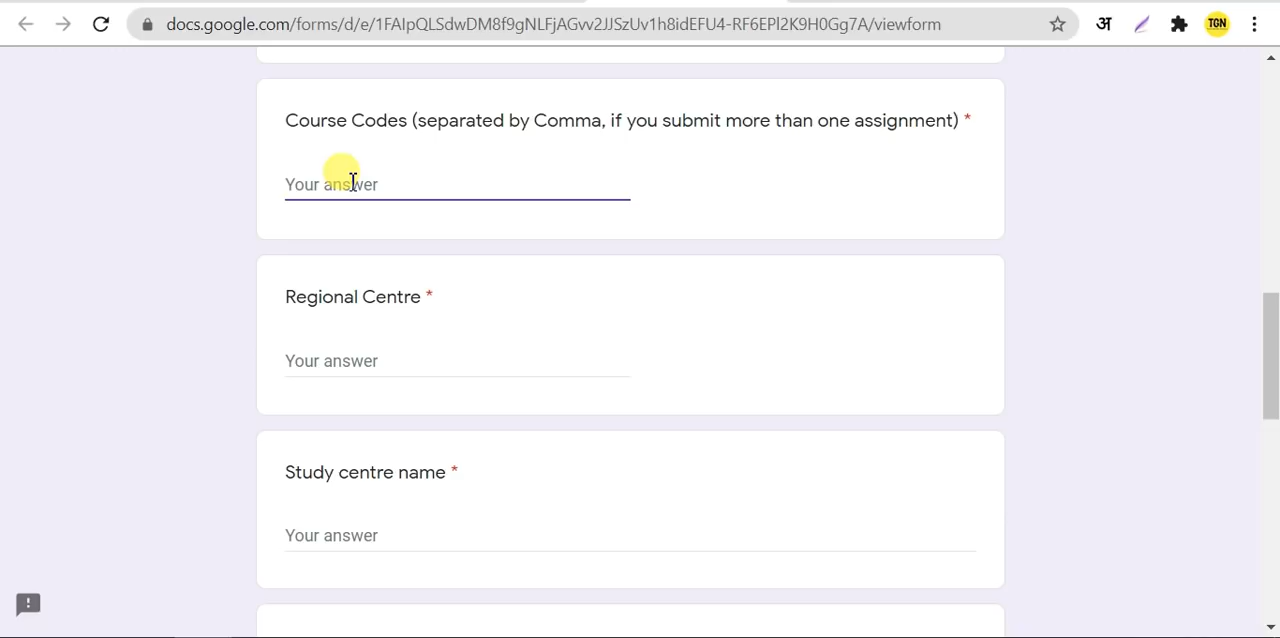 docs.google.com/forms/d/e/1FAIpQLSdwDM8f9gNLFjAGvv2JJSzUv1h8idEFU4-RF6EPl2K9H0Gg7A/viewform
अ
TGN
Course Codes (separated by Comma, if you submit more than one assignment) *
Your answer
Regional Centre *
Your answer
Study centre name *
Your answer